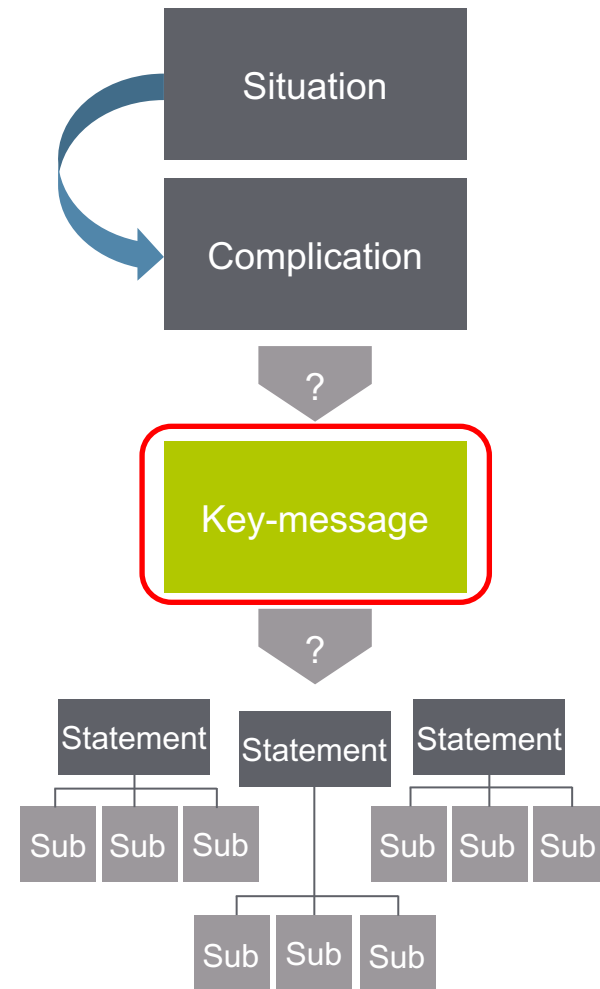 Situation
Complication
?
Key-message
?
Statement
Statement
Statement
Sub Sub Sub
Sub Sub Sub
Sub Sub Sub